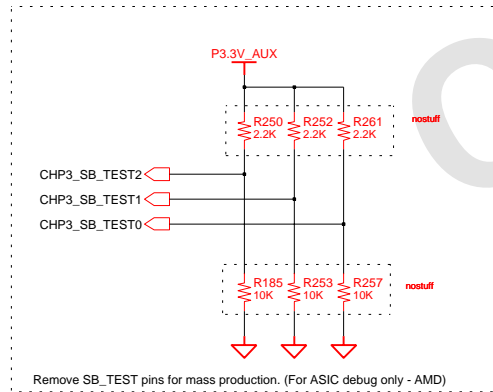 P3.3V_AUX
R250 R252 R261
2.2K 2.2K 2.2K
nostuff
CHP3_SB_TEST2
CHP3_SB_TEST1
CHP3_SB_TEST0
R185 R253 R257
10K 10K 10K
nostuff
Remove SB_TEST pins for mass production. (For ASIC debug only - AMD)